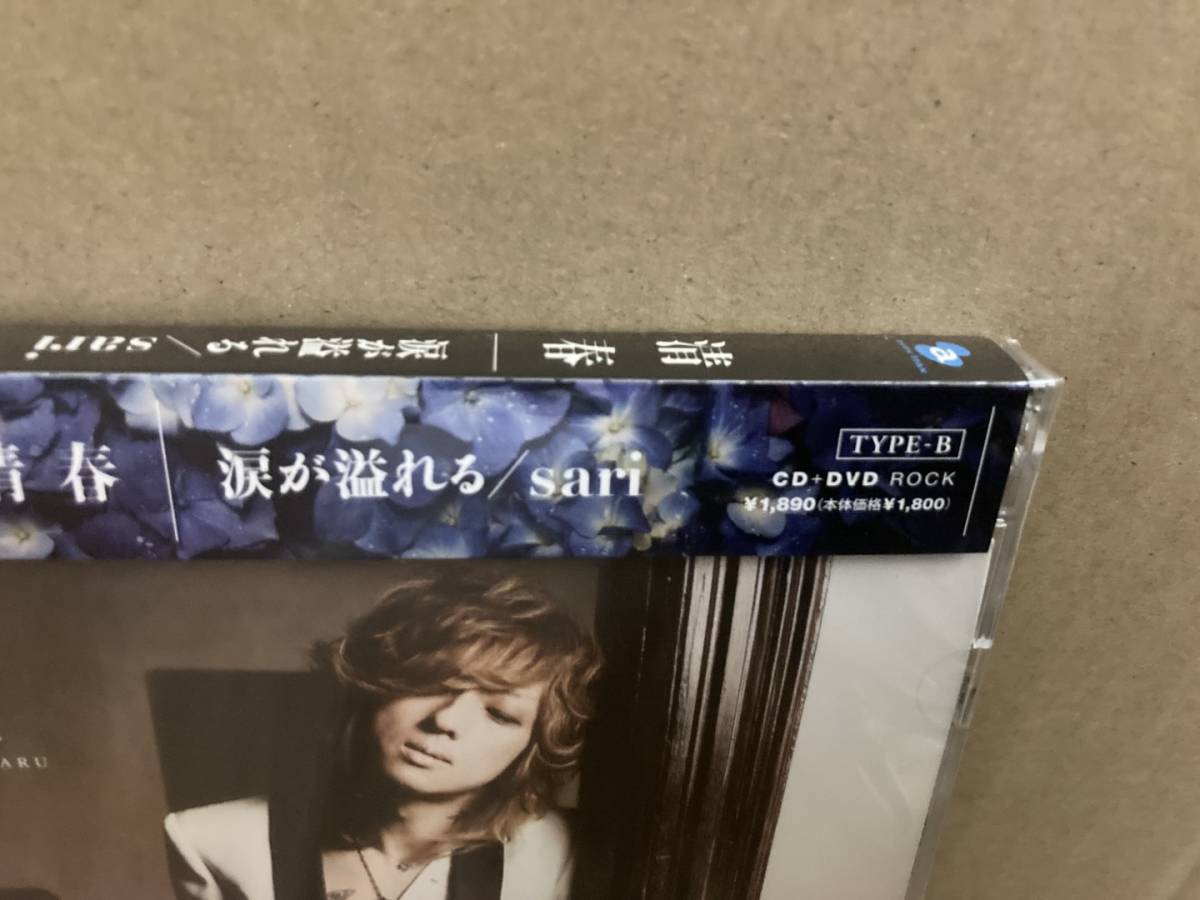 清春 涙が溢れる/sari
清春 涙が溢れる/sari
TYPE-B
CD+DVD ROCK
¥1,890(本体価格¥1,800)
ARU